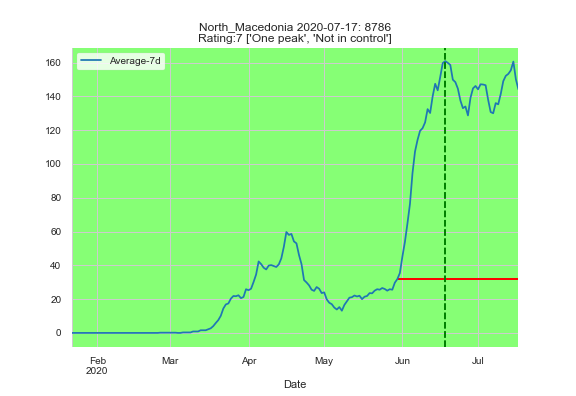 North_Macedonia 2020-07-17: 8786
Rating:7 ['One peak', 'Not in control']
Average-7d
160
140
120
100
80
60
40
20
0
Feb Mar Apr May Jun Jul
2020
Date